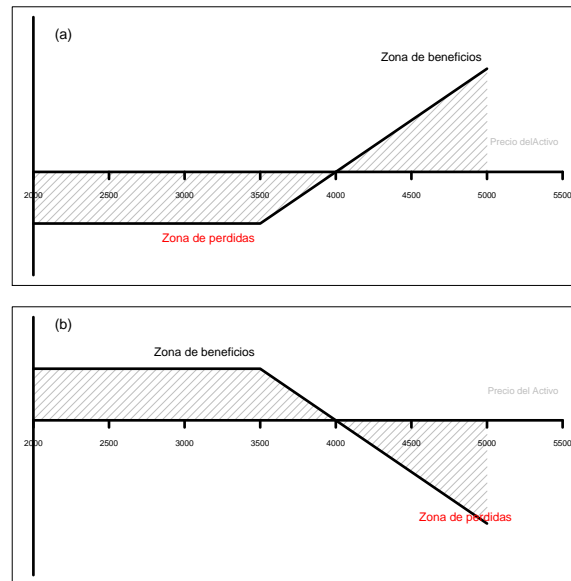 (a)
Zona de beneficios
Precio delActivo
2000 2500 3000 3500 4000 4500 5000 5500
Zona de perdidas
(b)
Zona de beneficios
Precio del Activo
2000 2500 3000 3500 4000 4500 5000 5500
Zona de perdidas